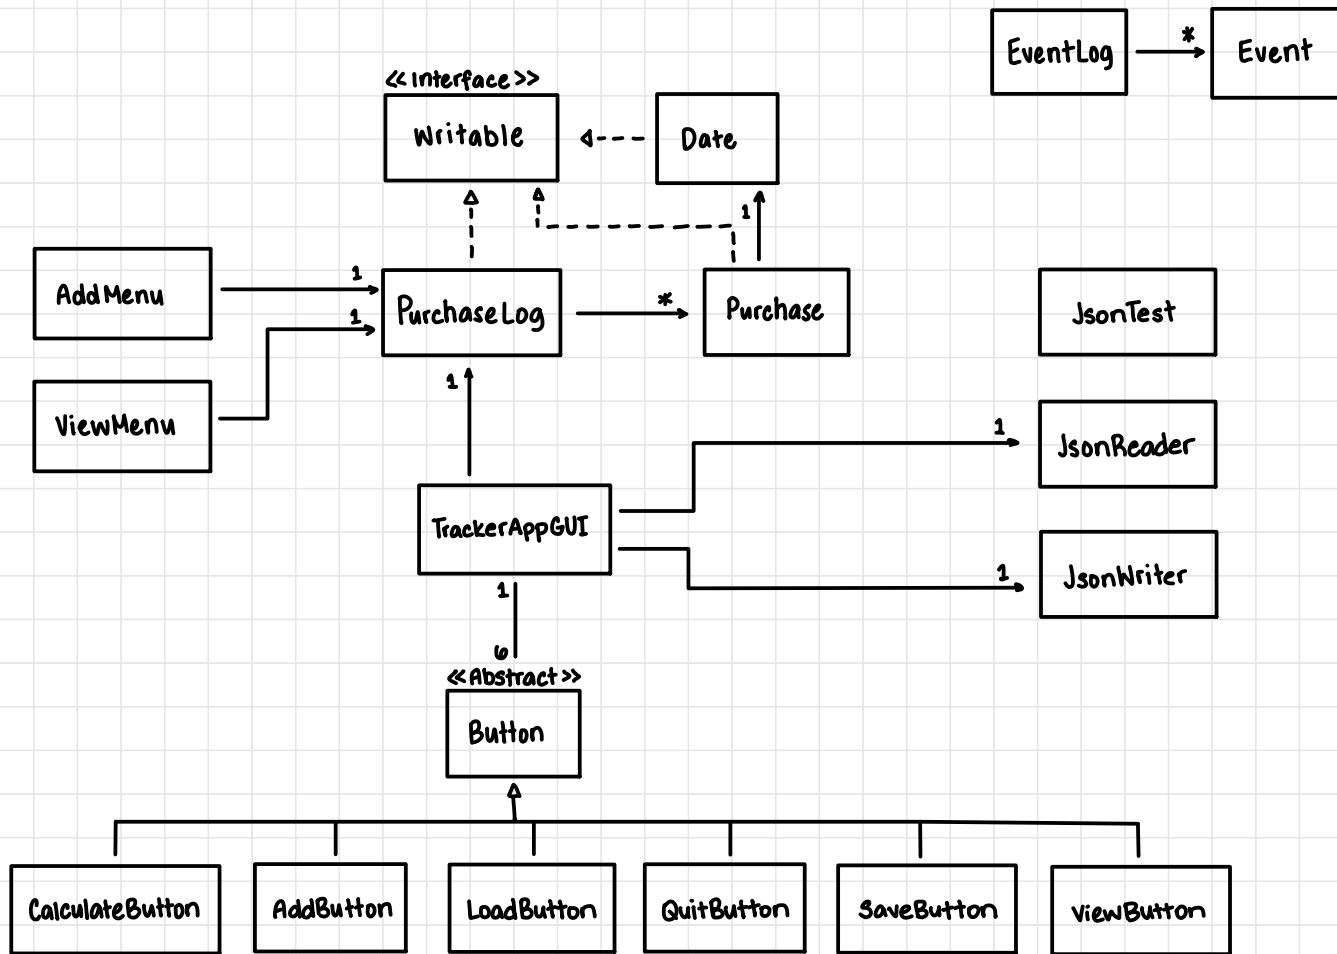 EventLog
*
Event
<<Interface>>
Writable
Date
1
AddMenu
1
PurchaseLog
*
Purchase
JsonTest
1
ViewMenu
1
1
JsonReader
TrackerAppGUI
1
JsonWriter
1
6
<<Abstract>>
Button
CalculateButton
AddButton
LoadButton
QuitButton
SaveButton
ViewButton